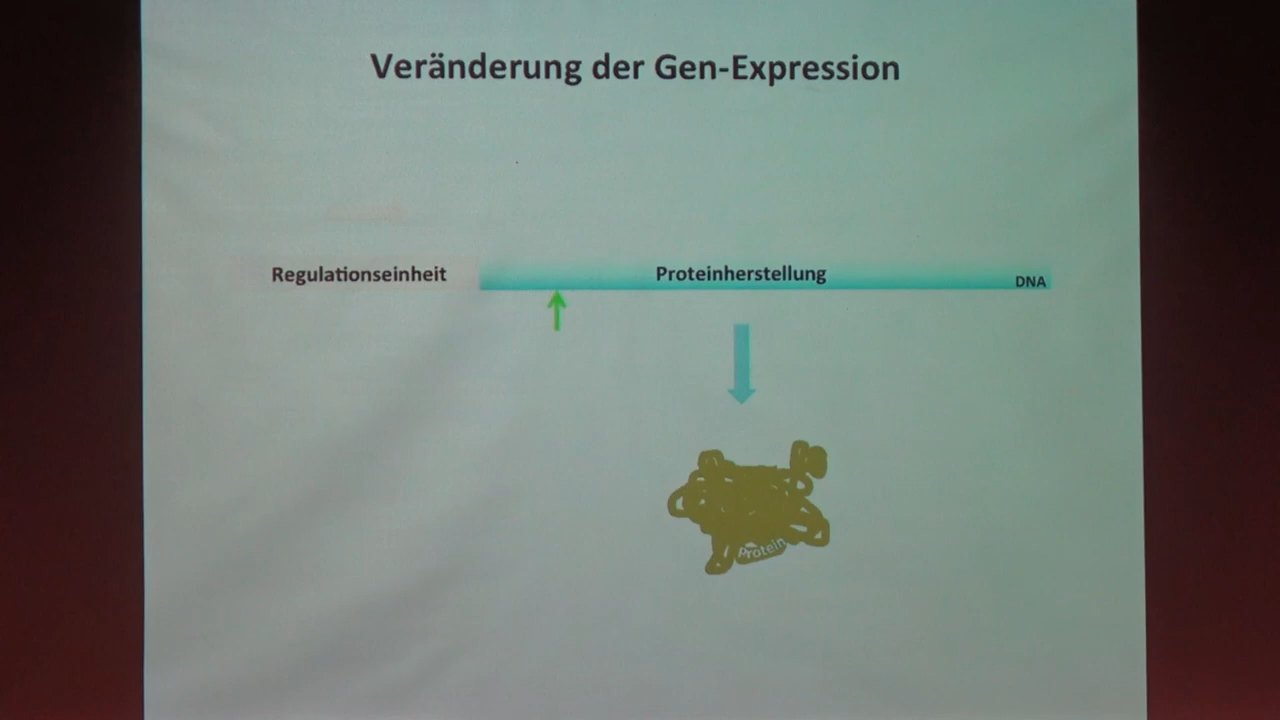 Veränderung der Gen-Expression
Regulationseinheit
Proteinherstellung
DNA
Protein